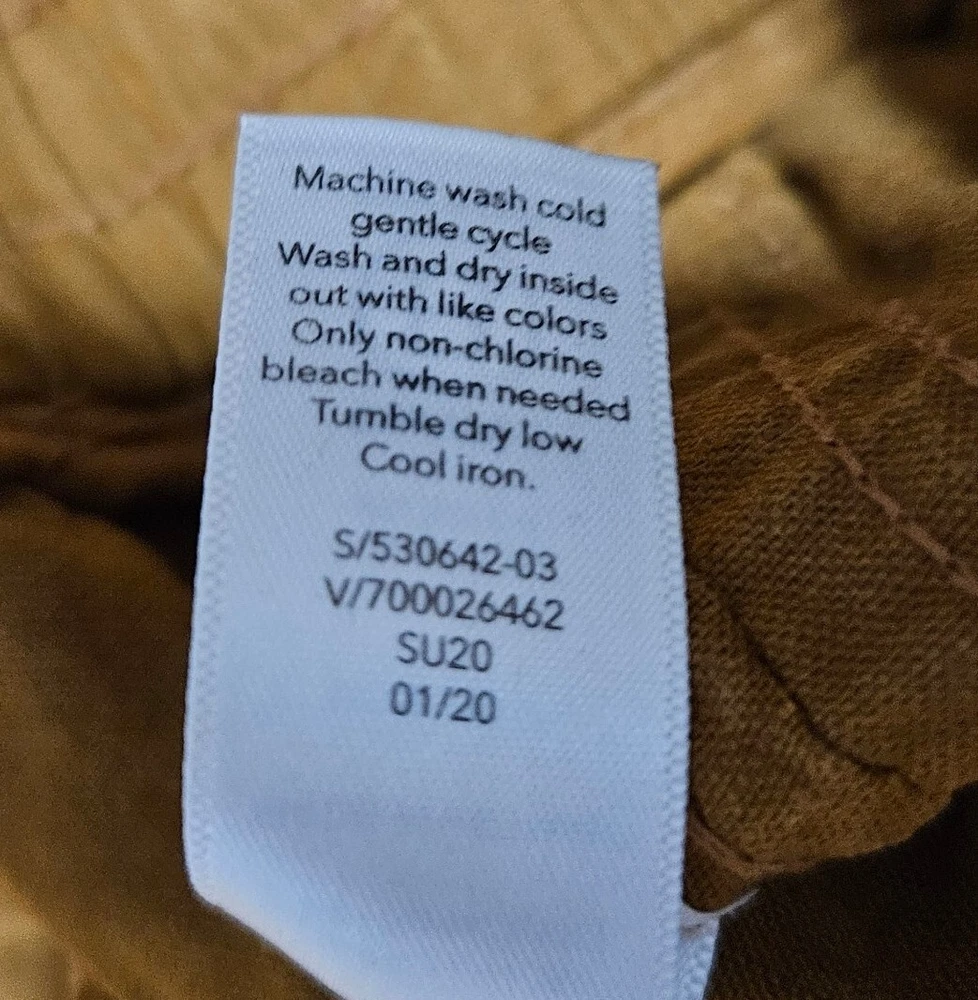 Machine wash cold
gentle cycle
Wash and dry inside
out with like colors
Only non-chlorine
bleach when needed
Tumble dry low
Cool iron.
S/530642-03
V/700026462
SU20
01/20